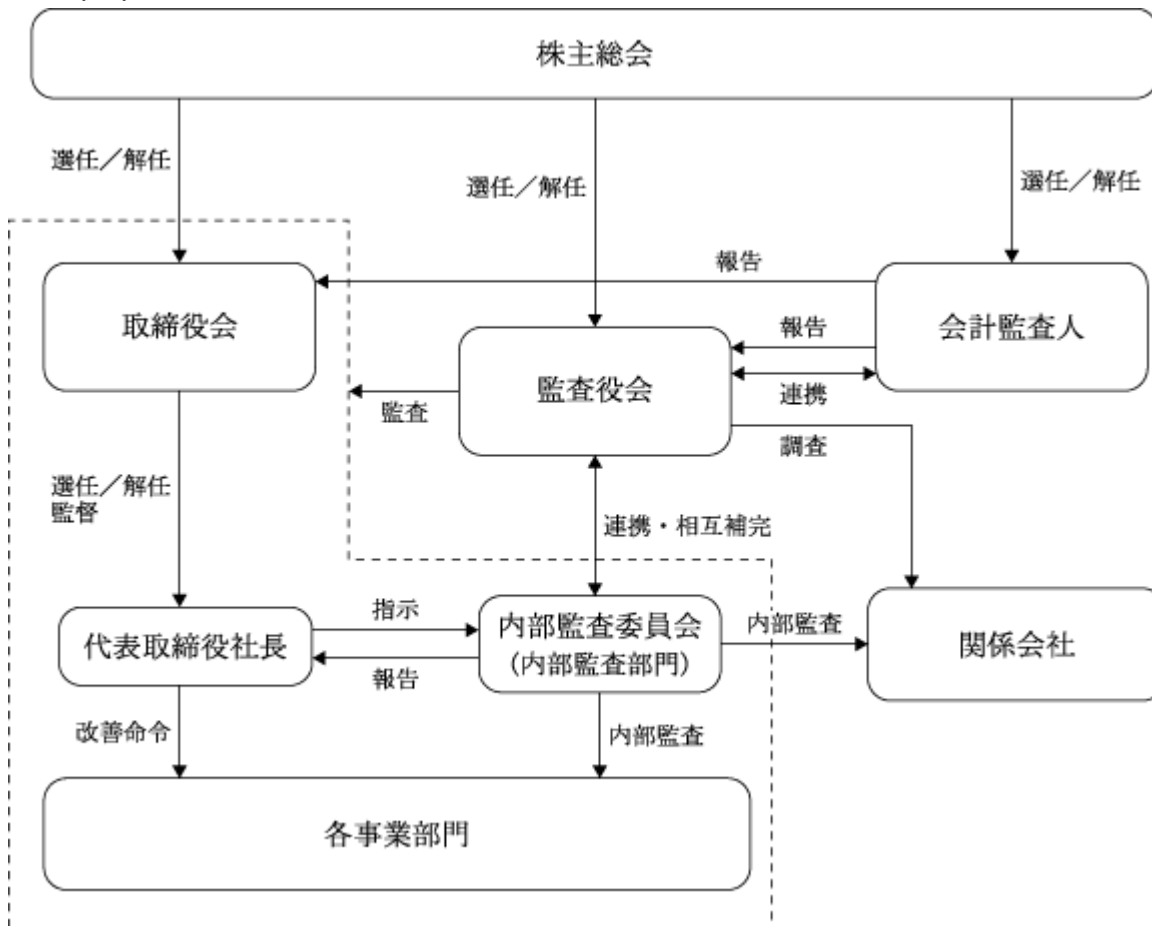 株主総会
選任／解任
選任／解任
選任／解任
報告
取締役会
会計監査人
報告
監査役会
連携
監査
調査
選任／解任
監督
連携・相互補完
指示
代表取締役社長
内部監査委員会
（内部監査部門）
内部監査
関係会社
報告
改善命令
内部監査
各事業部門